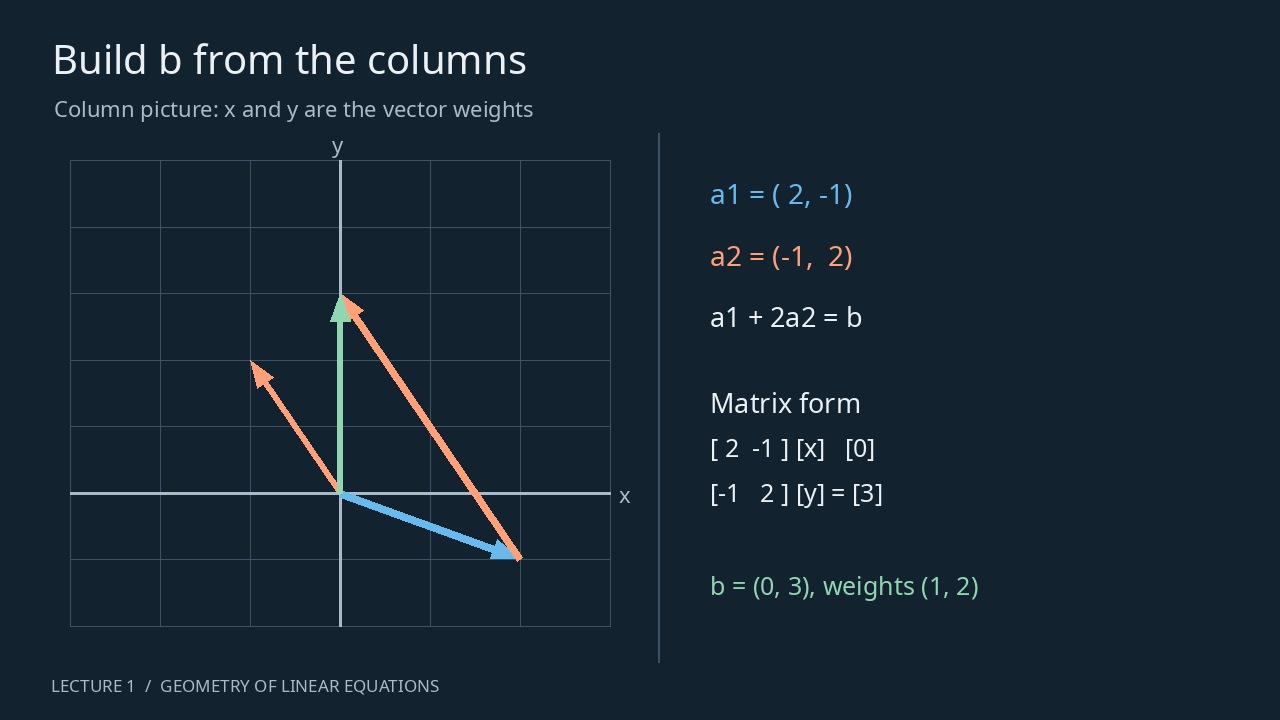 Build b from the columns
Column picture: x and y are the vector weights
y
x
a1 = ( 2, -1)
a2 = (-1,  2)
a1 + 2a2 = b
Matrix form
[ 2  -1 ] [x]   [0]
[-1   2 ] [y] = [3]
b = (0, 3), weights (1, 2)
LECTURE 1  /  GEOMETRY OF LINEAR EQUATIONS